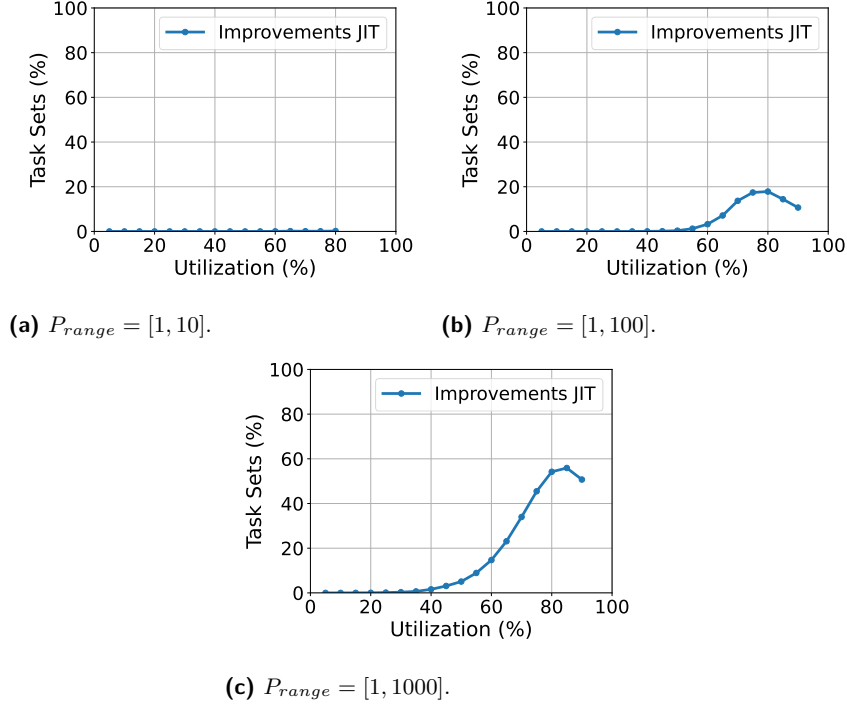 100
80
60
40
20
0
0 20 40 60 80 100
Task Sets (%)
Utilization (%)
Improvements JIT
(a) P_range = [1, 10].
100
80
60
40
20
0
0 20 40 60 80 100
Task Sets (%)
Utilization (%)
Improvements JIT
(b) P_range = [1, 100].
100
80
60
40
20
0
0 20 40 60 80 100
Task Sets (%)
Utilization (%)
Improvements JIT
(c) P_range = [1, 1000].